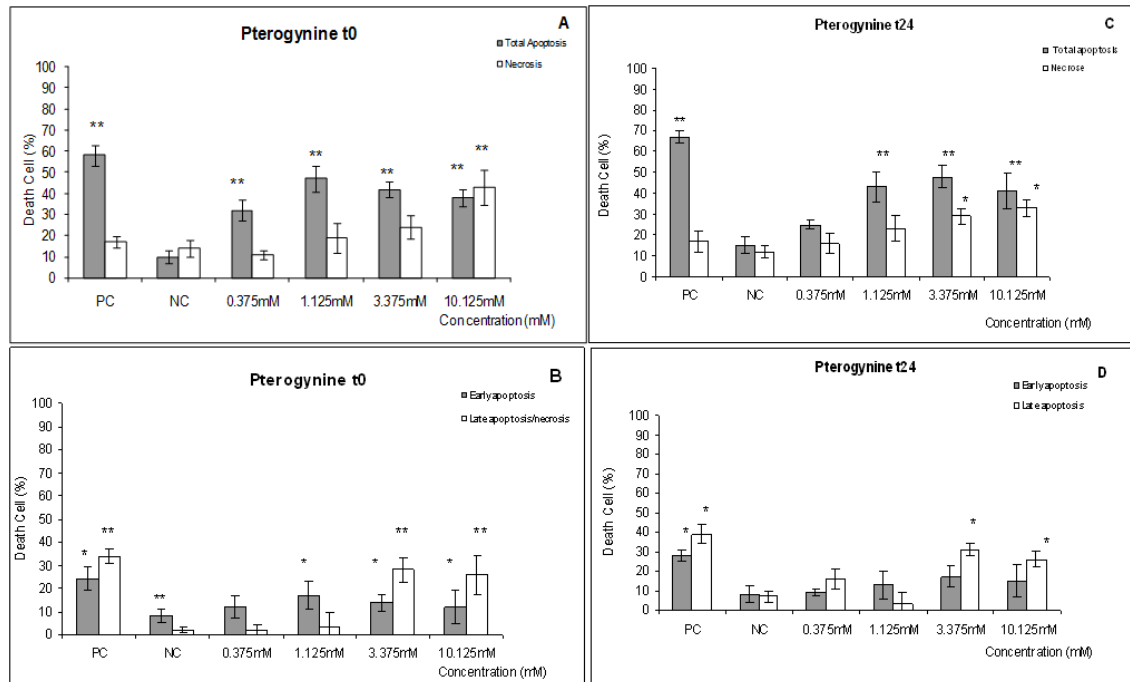 Pterogynine t0
A
Total Apoptosis
Necrosis
Death Cell (%)
100
90
80
70
60
50
40
30
20
10
0
** ** ** ** ** **
PC NC 0.375mM 1.125mM 3.375mM 10.125mM
Concentration (mM)
Pterogynine t24
C
Total apoptosis
Necrose
Death Cell (%)
100
90
80
70
60
50
40
30
20
10
0
** ** ** * ** *
PC NC 0.375mM 1.125mM 3.375mM 10.125mM
Concentration (mM)
Pterogynine t0
B
Early apoptosis
Late apoptosis/necrosis
Death Cell (%)
100
90
80
70
60
50
40
30
20
10
0
* ** ** * * ** * **
PC NC 0.375mM 1.125mM 3.375mM 10.125mM
Concentration (mM)
Pterogynine t24
D
Early apoptosis
Late apoptosis
Death Cell (%)
100
90
80
70
60
50
40
30
20
10
0
* * * *
PC NC 0.375mM 1.125mM 3.375mM 10.125mM
Concentration (mM)